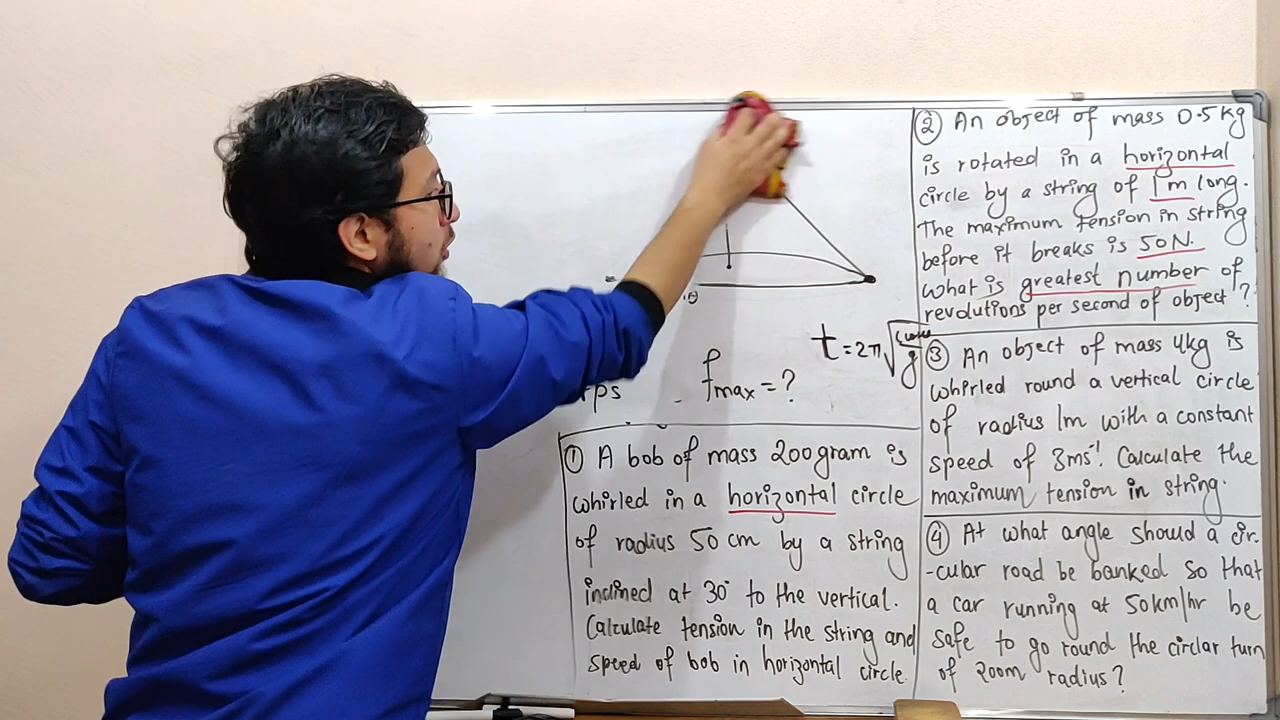 t = 2π√ g
fmax = ?
rps
① A bob of mass 200gram is
whirled in a horizontal circle
of radius 50 cm by a string
inclined at 30° to the vertical.
Calculate tension in the string and
speed of bob in horizontal circle.
② An object of mass 0.5 kg
is rotated in a horizontal
circle by a string of 1m long.
The maximum tension in string
before it breaks is 50N.
What is greatest number of
revolutions per second of object?
③ An object of mass 4kg is
whirled round a vertical circle
of radius 1m with a constant
speed of 3ms⁻¹. Calculate the
maximum tension in string.
④ At what angle should a cir-
-cular road be banked so that
a car running at 50km/hr be
safe to go round the circlar turn
of 200m radius?